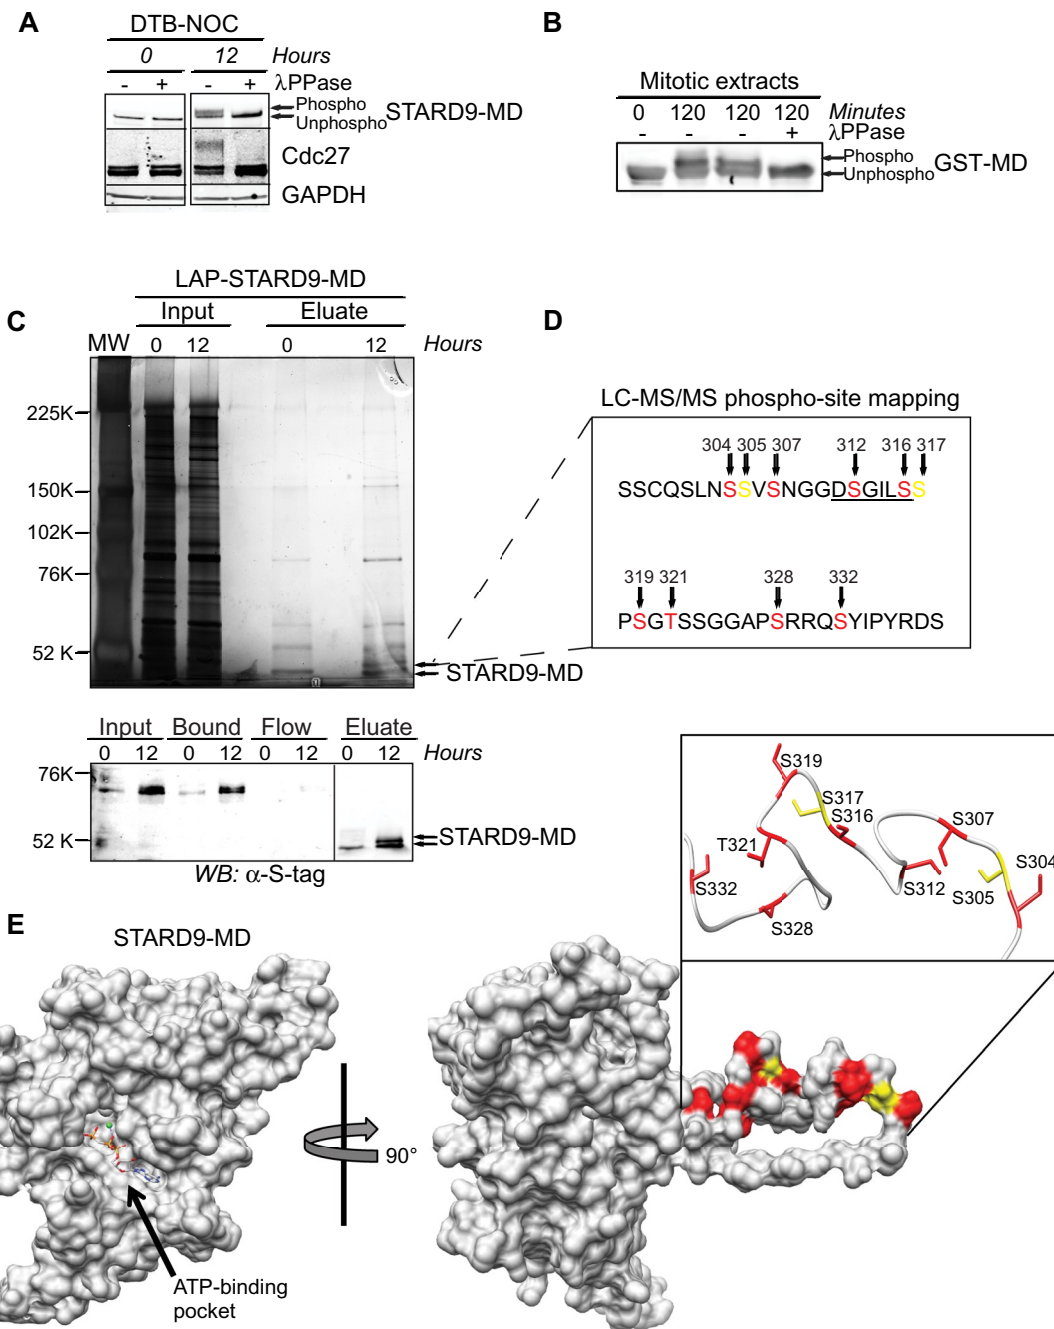 A
DTB-NOC
0 12 Hours
- + - + λPPase
Phospho
Unphospho
STARD9-MD
Cdc27
GAPDH
B
Mitotic extracts
0 120 120 120 Minutes
- - - + λPPase
Phospho
Unphospho
GST-MD
C
LAP-STARD9-MD
Input Eluate
MW 0 12 0 12 Hours
225K
150K
102K
76K
52 K
STARD9-MD
Input Bound Flow Eluate
0 12 0 12 0 12 0 12 Hours
76K
52 K
STARD9-MD
WB: α-S-tag
D
LC-MS/MS phospho-site mapping
304 305 307 312 316 317
SSCQSLNSSVSNGGDSGILSS
319 321 328 332
PSGTSSGGAPSRRQSYIPYRDS
S319
S317
S316
S307
T321
S304
S332
S312
S305
S328
E
STARD9-MD
90°
ATP-binding
pocket